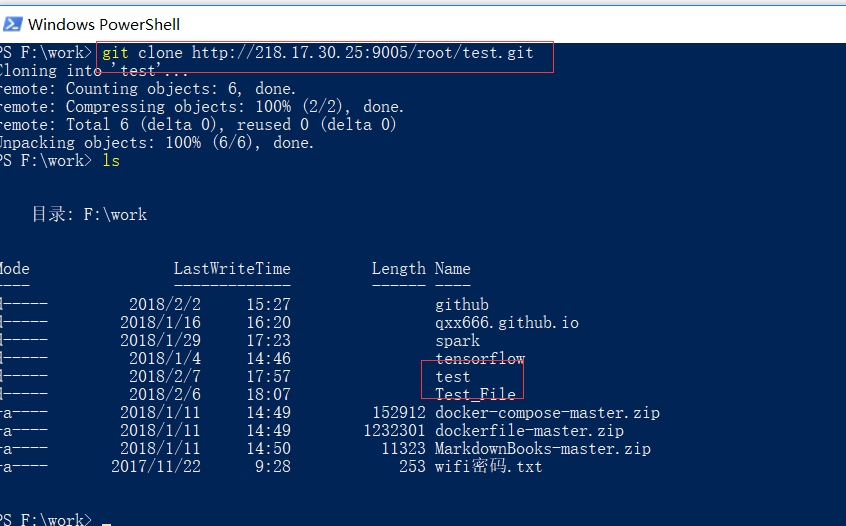 Windows PowerShell
PS F:\work> git clone http://218.17.30.25:9005/root/test.git
Cloning into 'test'...
remote: Counting objects: 6, done.
remote: Compressing objects: 100% (2/2), done.
remote: Total 6 (delta 0), reused 0 (delta 0)
Unpacking objects: 100% (6/6), done.
PS F:\work> ls
目录: F:\work
Mode LastWriteTime Length Name
---- ------------- ------ ----
d----- 2018/2/2 15:27 github
d----- 2018/1/16 16:20 qxx666.github.io
d----- 2018/1/29 17:23 spark
d----- 2018/1/4 14:46 tensorflow
d----- 2018/2/7 17:57 test
d----- 2018/2/6 18:07 Test_File
-a---- 2018/1/11 14:49 152912 docker-compose-master.zip
-a---- 2018/1/11 14:49 1232301 dockerfile-master.zip
-a---- 2018/1/11 14:50 11323 MarkdownBooks-master.zip
-a---- 2017/11/22 9:28 253 wifi密码.txt
PS F:\work> _